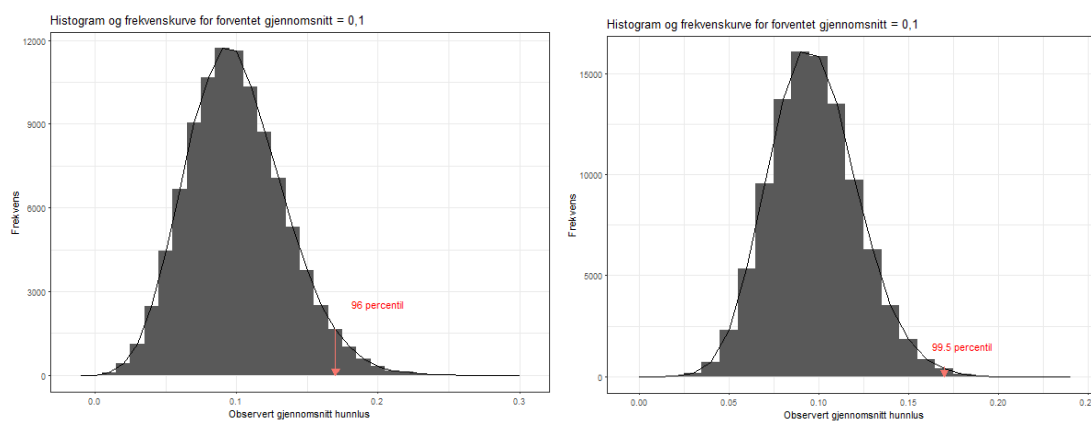 Histogram og frekvenskurve for forventet gjennomsnitt = 0,1
12000
9000
6000
3000
0
Frekvens
96 percentil
0.0
0.1
0.2
0.3
Observert gjennomsnitt hunnlus
Histogram og frekvenskurve for forventet gjennomsnitt = 0,1
15000
10000
5000
0
Frekvens
99.5 percentil
0.00
0.05
0.10
0.15
0.20
Observert gjennomsnitt hunnlus